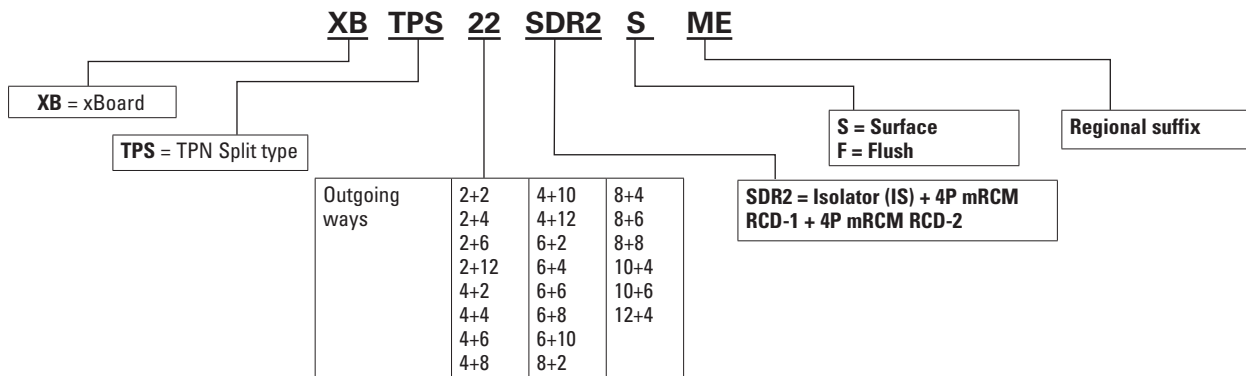 XB TPS 22 SDR2 S ME
XB = xBoard
TPS = TPN Split type
S = Surface
F = Flush
Regional suffix
SDR2 = Isolator (IS) + 4P mRCM
RCD-1 + 4P mRCM RCD-2
Outgoing ways
2+2 4+10 8+4
2+4 4+12 8+6
2+6 6+2 8+8
2+12 6+4 10+4
4+2 6+6 10+6
4+4 6+8 12+4
4+6 6+10
4+8 8+2